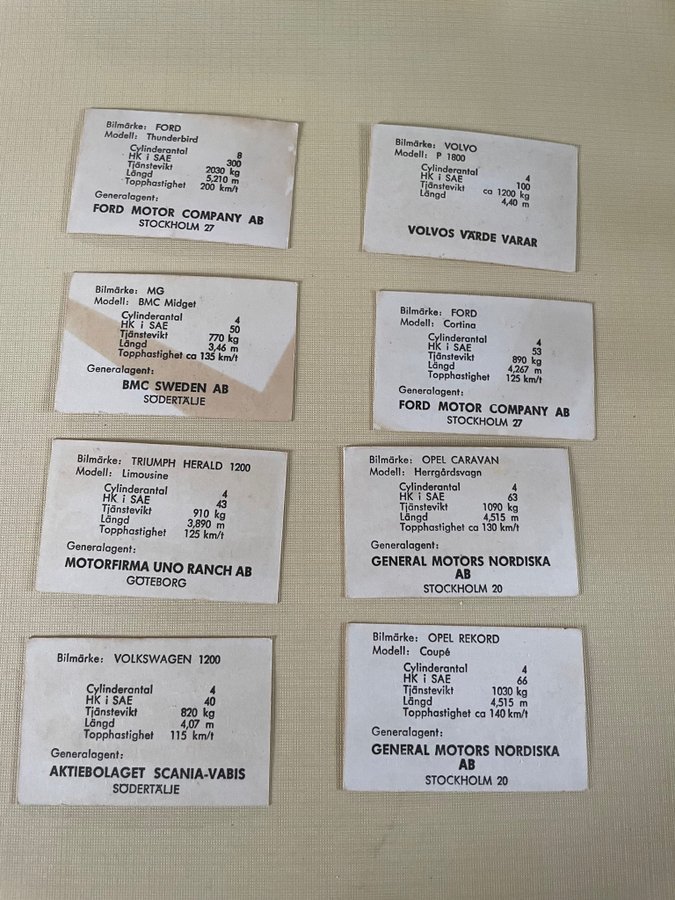 Bilmärke: FORD
Modell: Thunderbird
Cylinderantal 8
HK i SAE 300
Tjänstevikt 2030 kg
Längd 5,210 m
Topphastighet 200 km/t
Generalagent:
FORD MOTOR COMPANY AB
STOCKHOLM 27
Bilmärke: VOLVO
Modell: P 1800
Cylinderantal 4
HK i SAE 100
Tjänstevikt ca 1200 kg
Längd 4,40 m
VOLVOS VÄRDE VARAR
Bilmärke: MG
Modell: BMC Midget
Cylinderantal 4
HK i SAE 50
Tjänstevikt 770 kg
Längd 3,46 m
Topphastighet ca 135 km/t
Generalagent:
BMC SWEDEN AB
SÖDERTÄLJE
Bilmärke: FORD
Modell: Cortina
Cylinderantal 4
HK i SAE 53
Tjänstevikt 890 kg
Längd 4,267 m
Topphastighet 125 km/t
Generalagent:
FORD MOTOR COMPANY AB
STOCKHOLM 27
Bilmärke: TRIUMPH HERALD 1200
Modell: Limousine
Cylinderantal 4
HK i SAE 43
Tjänstevikt 910 kg
Längd 3,890 m
Topphastighet 125 km/t
Generalagent:
MOTORFIRMA UNO RANCH AB
GÖTEBORG
Bilmärke: OPEL CARAVAN
Modell: Herrgårdsvagn
Cylinderantal 4
HK i SAE 63
Tjänstevikt 1090 kg
Längd 4,515 m
Topphastighet ca 130 km/t
Generalagent:
GENERAL MOTORS NORDISKA
AB
STOCKHOLM 20
Bilmärke: VOLKSWAGEN 1200
Cylinderantal 4
HK i SAE 40
Tjänstevikt 820 kg
Längd 4,07 m
Topphastighet 115 km/t
Generalagent:
AKTIEBOLAGET SCANIA-VABIS
SÖDERTÄLJE
Bilmärke: OPEL REKORD
Modell: Coupé
Cylinderantal 4
HK i SAE 66
Tjänstevikt 1030 kg
Längd 4,515 m
Topphastighet ca 140 km/t
Generalagent:
GENERAL MOTORS NORDISKA
AB
STOCKHOLM 20